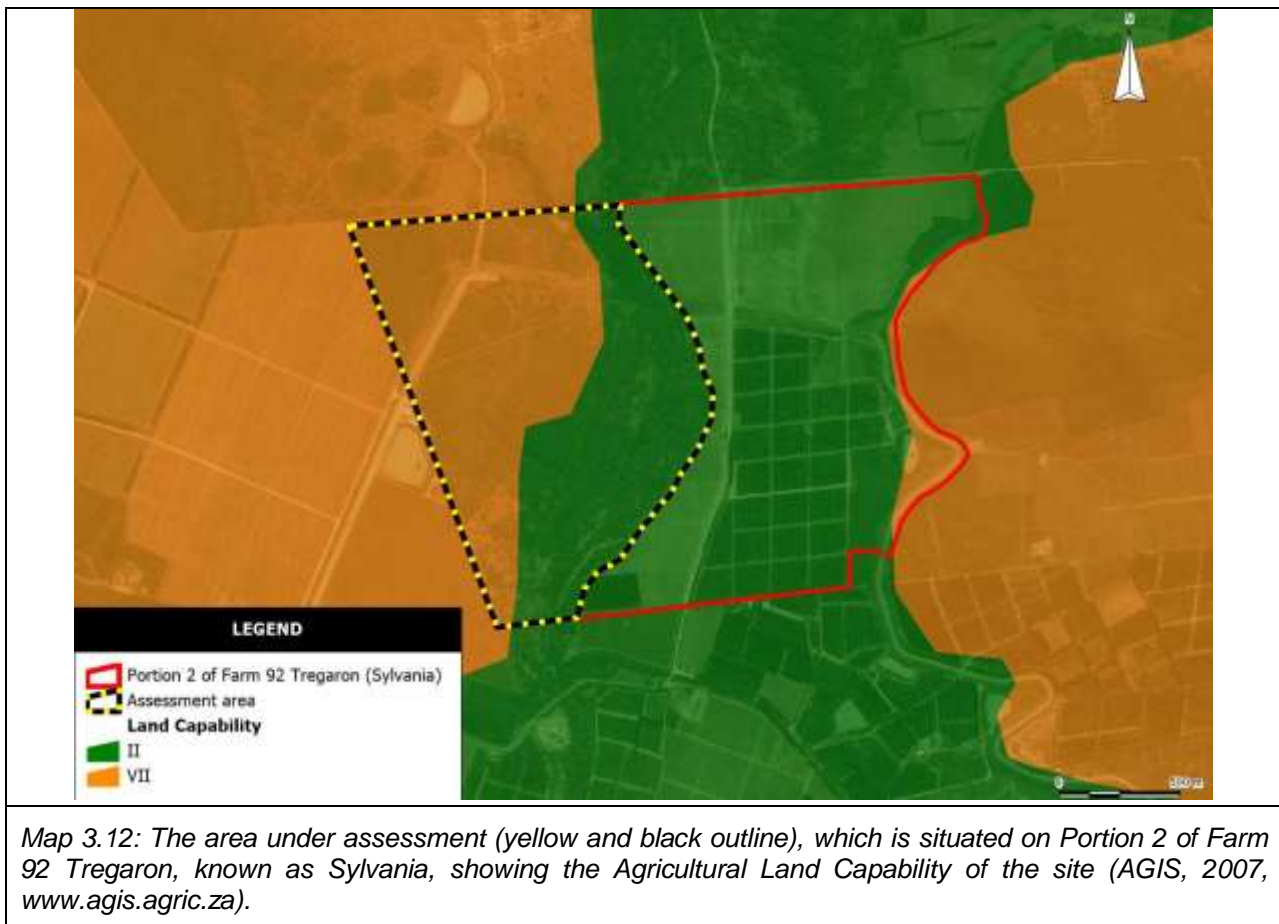 N
0
LEGEND
Portion 2 of Farm 92 Tregaron (Sylvania)
Assessment area
Land Capability
II
VII
Map 3.12: The area under assessment (yellow and black outline), which is situated on Portion 2 of Farm
92 Tregaron, known as Sylvania, showing the Agricultural Land Capability of the site (AGIS, 2007,
www.agis.agric.za).